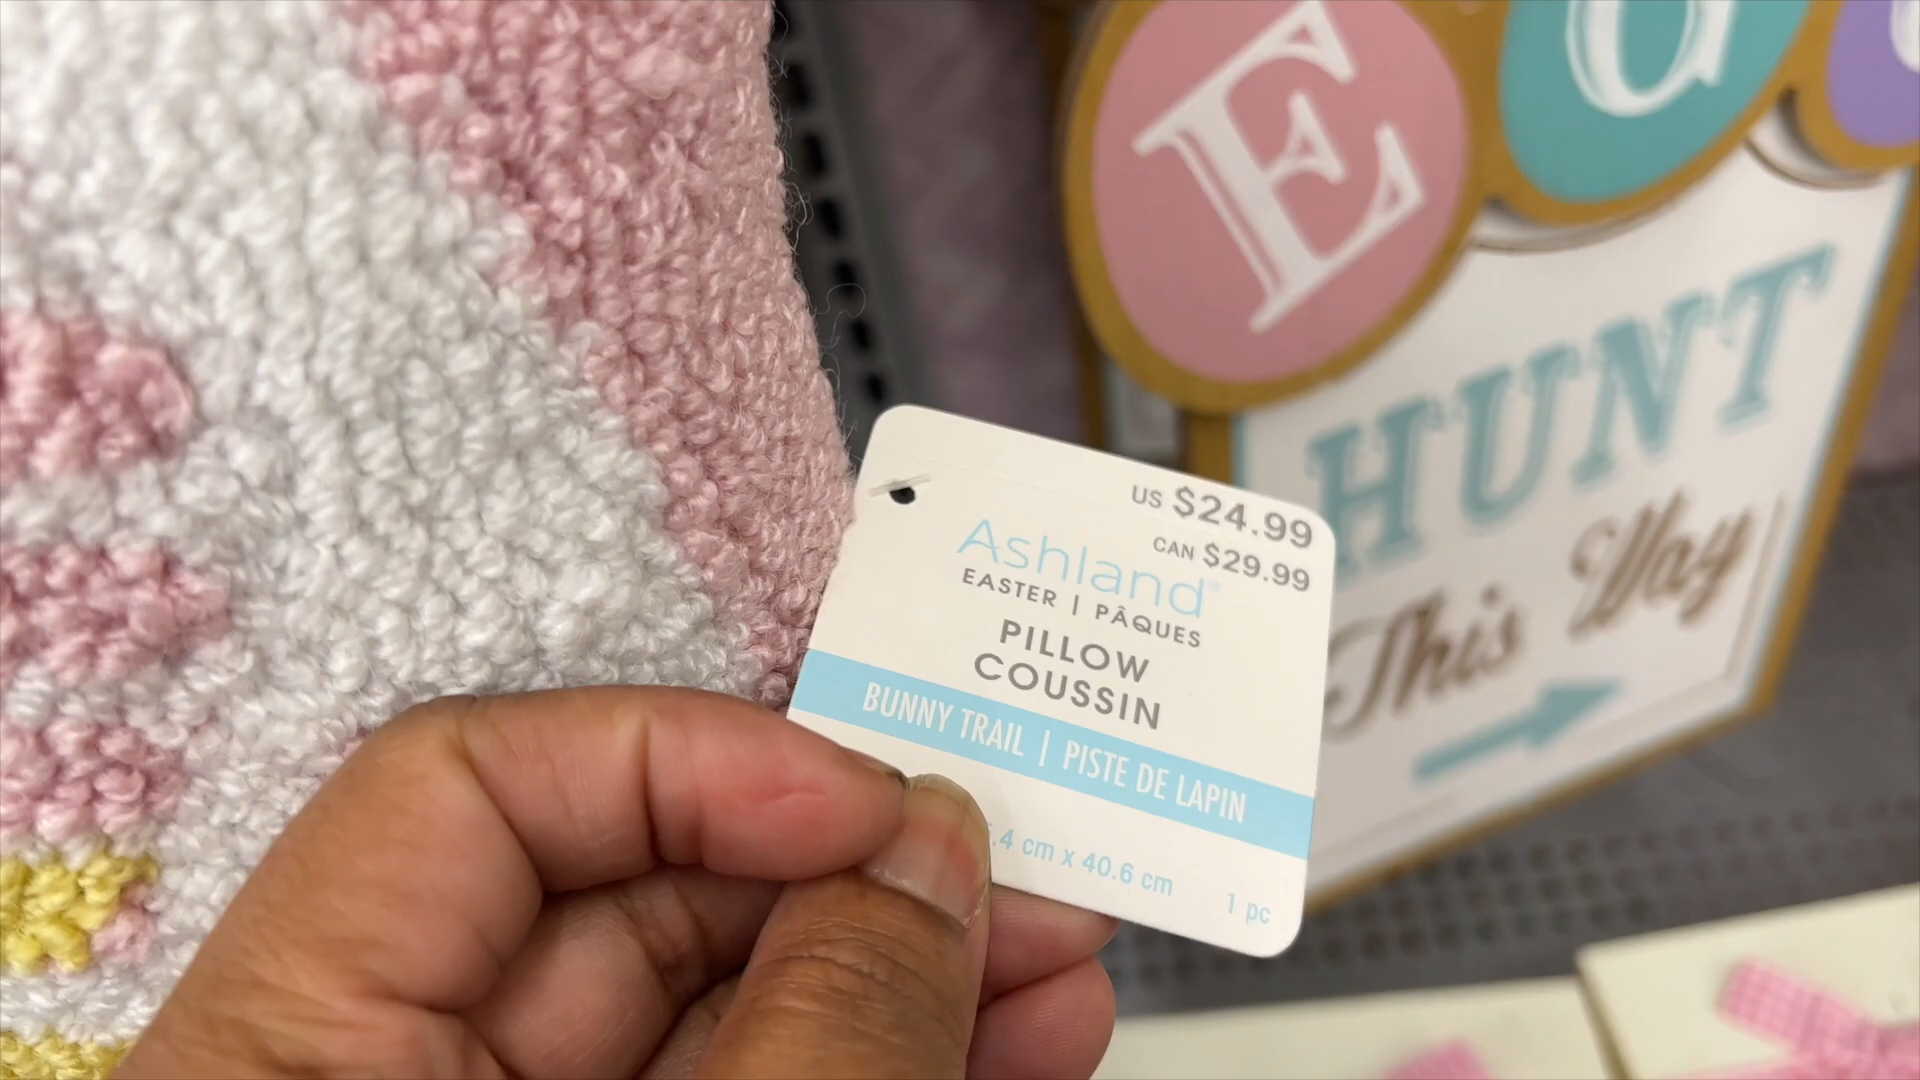 US $24.99
CAN $29.99
Ashland®
EASTER | PÂQUES
PILLOW
COUSSIN
BUNNY TRAIL | PISTE DE LAPIN
.4 cm x 40.6 cm
1 pc
E
HUNT
This Way